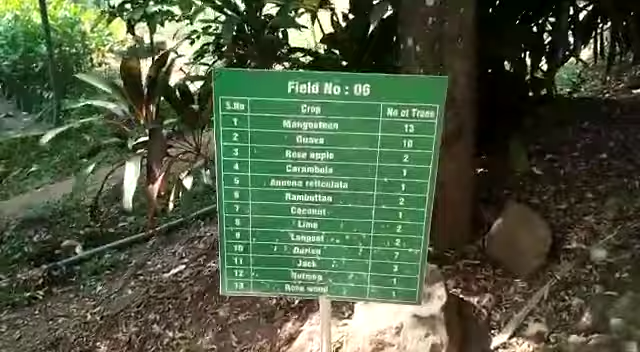 Field No : 06
S.No Crop No of Trees
1 Mangosteen 13
2 Guava 10
3 Rose apple 2
4 Carambola 1
5 Annona reticulata 1
6 Rambuttan 2
7 Coconut 1
8 Lime 2
9 Langsat 2
10 Durian 7
11 Jack 3
12 Nutmeg 1
13 Rose wood 1